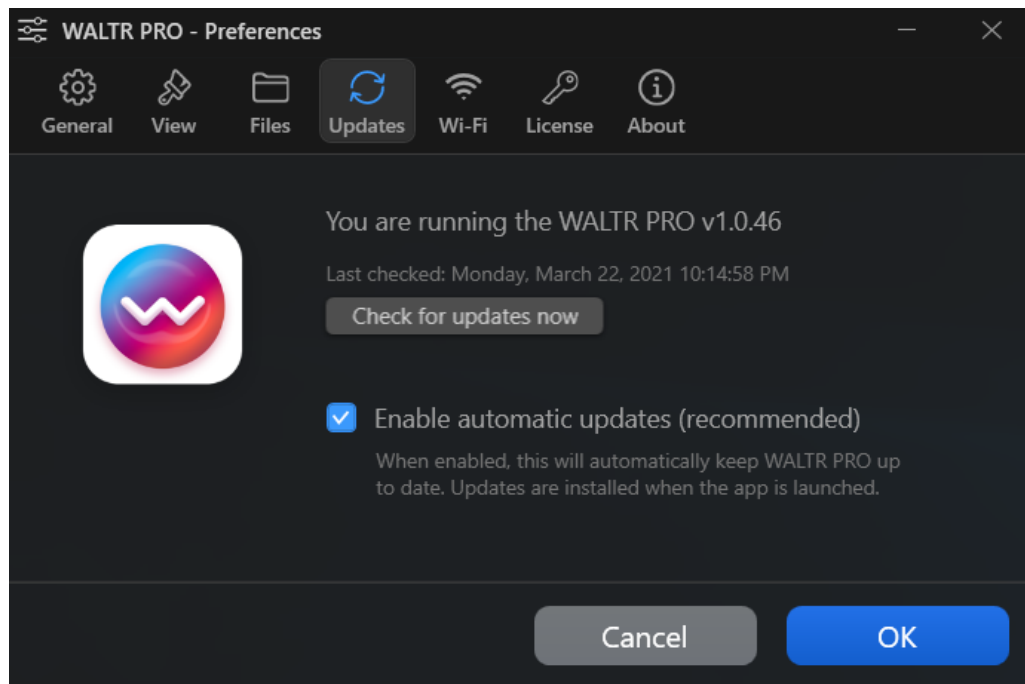 WALTR PRO - Preferences
General View Files Updates Wi-Fi License About
You are running the WALTR PRO v1.0.46
Last checked: Monday, March 22, 2021 10:14:58 PM
Check for updates now
Enable automatic updates (recommended)
When enabled, this will automatically keep WALTR PRO up
to date. Updates are installed when the app is launched.
Cancel OK